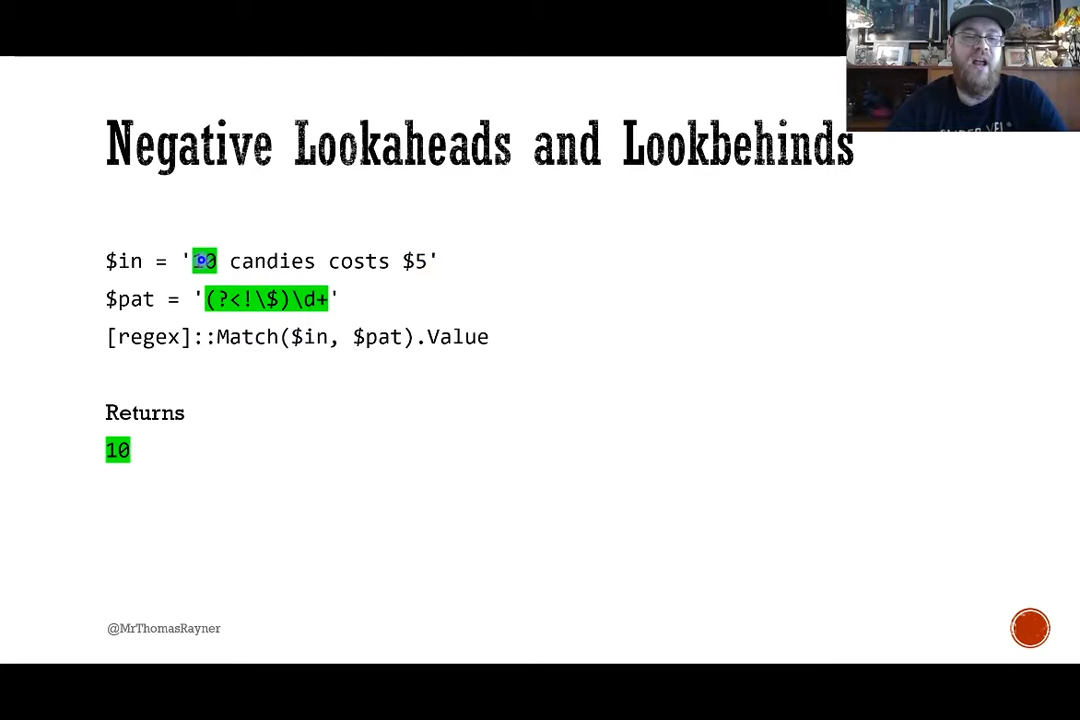 Negative Lookaheads and Lookbehinds
$in = '10 candies costs $5'
$pat = '(?<!\$)\d+'
[regex]::Match($in, $pat).Value
Returns
10
@MrThomasRayner